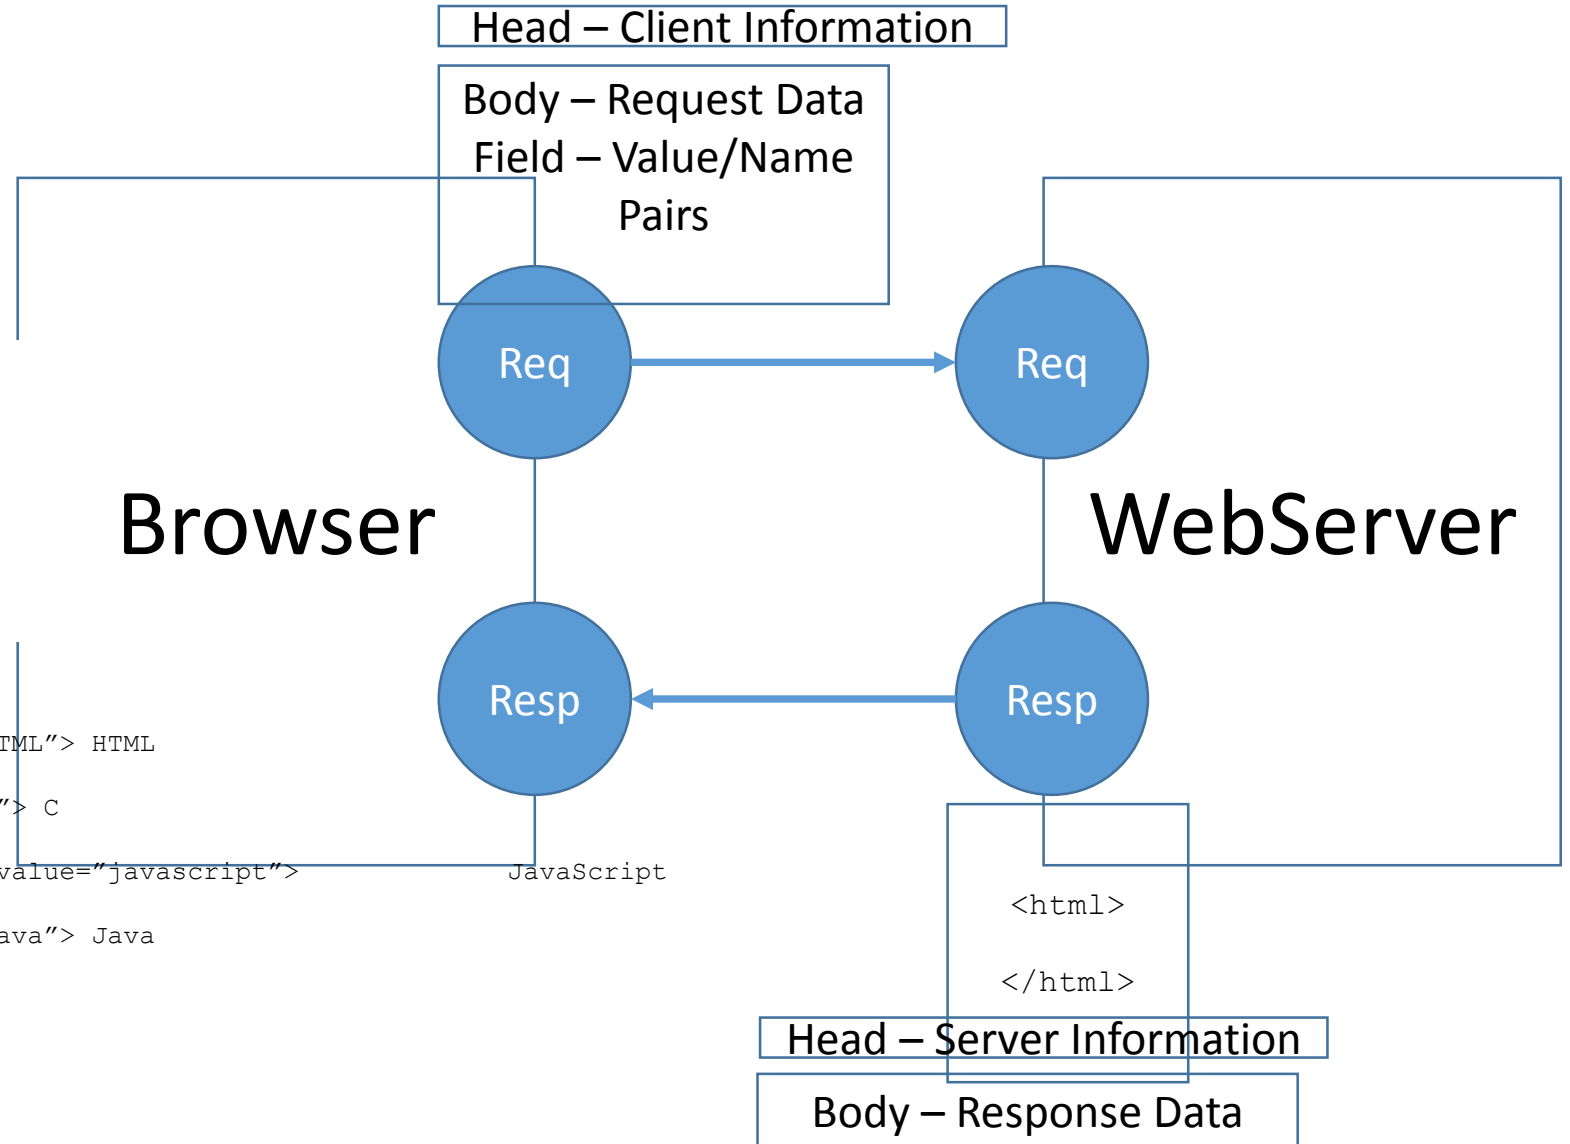 Head – Client Information
Body – Request Data
Field – Value/Name
Pairs
Req
Req
Browser
WebServer
Resp
Resp
TML”> HTML
”> C
value=”javascript”> JavaScript
ava”> Java
<html>
</html>
Head – Server Information
Body – Response Data